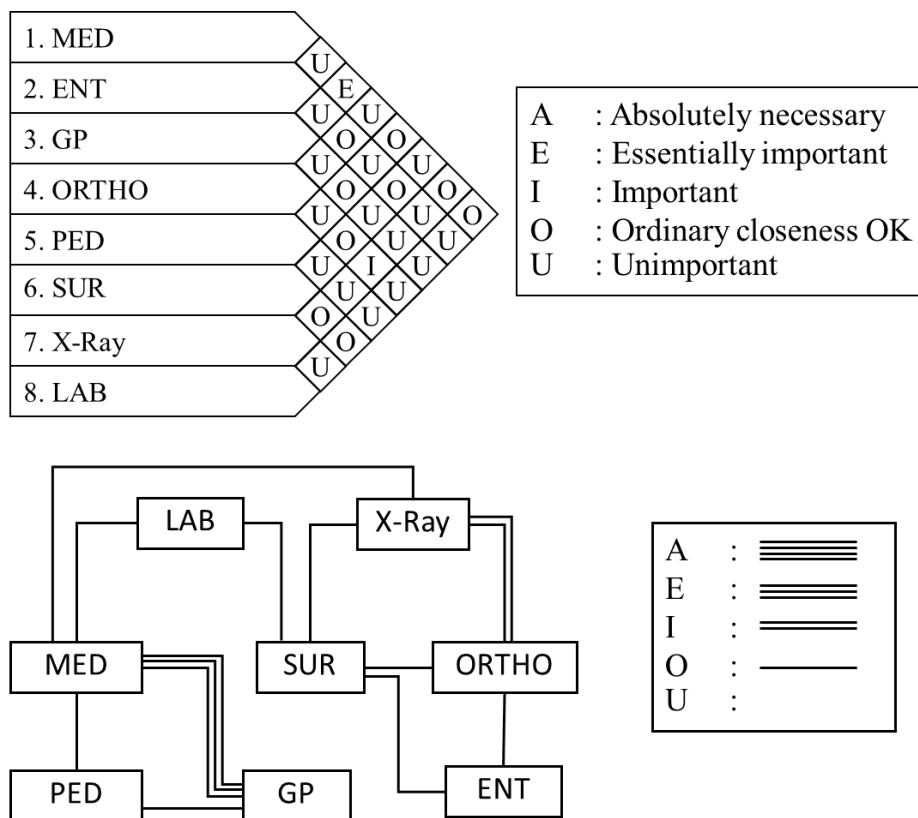 1. MED
U
2. ENT E
U U
3. GP O O
U U U
4. ORTHO O O O
U U U O
5. PED O U U
U I U
6. SUR U U
O U
7. X-Ray O
U
8. LAB
A : Absolutely necessary
E : Essentially important
I : Important
O : Ordinary closeness OK
U : Unimportant
LAB X-Ray
MED SUR ORTHO
PED GP ENT
A :
E :
I :
O :
U :